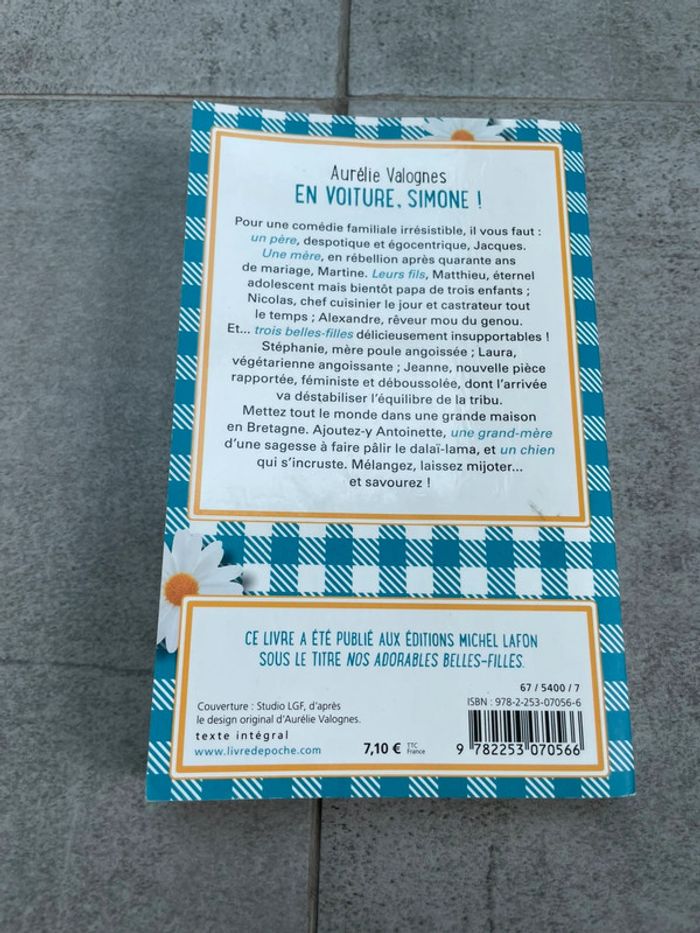 Aurélie Valognes
EN VOITURE, SIMONE !
Pour une comédie familiale irrésistible, il vous faut :
un père, despotique et égocentrique, Jacques.
Une mère, en rébellion après quarante ans
de mariage, Martine. Leurs fils, Matthieu, éternel
adolescent mais bientôt papa de trois enfants ;
Nicolas, chef cuisinier le jour et castrateur tout
le temps ; Alexandre, rêveur mou du genou.
Et... trois belles-filles délicieusement insupportables !
Stéphanie, mère poule angoissée ; Laura,
végétarienne angoissante ; Jeanne, nouvelle pièce
rapportée, féministe et déboussolée, dont l'arrivée
va déstabiliser l'équilibre de la tribu.
Mettez tout le monde dans une grande maison
en Bretagne. Ajoutez-y Antoinette, une grand-mère
d'une sagesse à faire pâlir le dalaï-lama, et un chien
qui s'incruste. Mélangez, laissez mijoter...
et savourez !
CE LIVRE A ÉTÉ PUBLIÉ AUX ÉDITIONS MICHEL LAFON
SOUS LE TITRE NOS ADORABLES BELLES-FILLES.
67 / 5400 / 7
ISBN : 978-2-253-07056-6
Couverture : Studio LGF, d'après
le design original d'Aurélie Valognes.
texte intégral
www.livredepoche.com
7,10 € TTC France
9 782253 070566